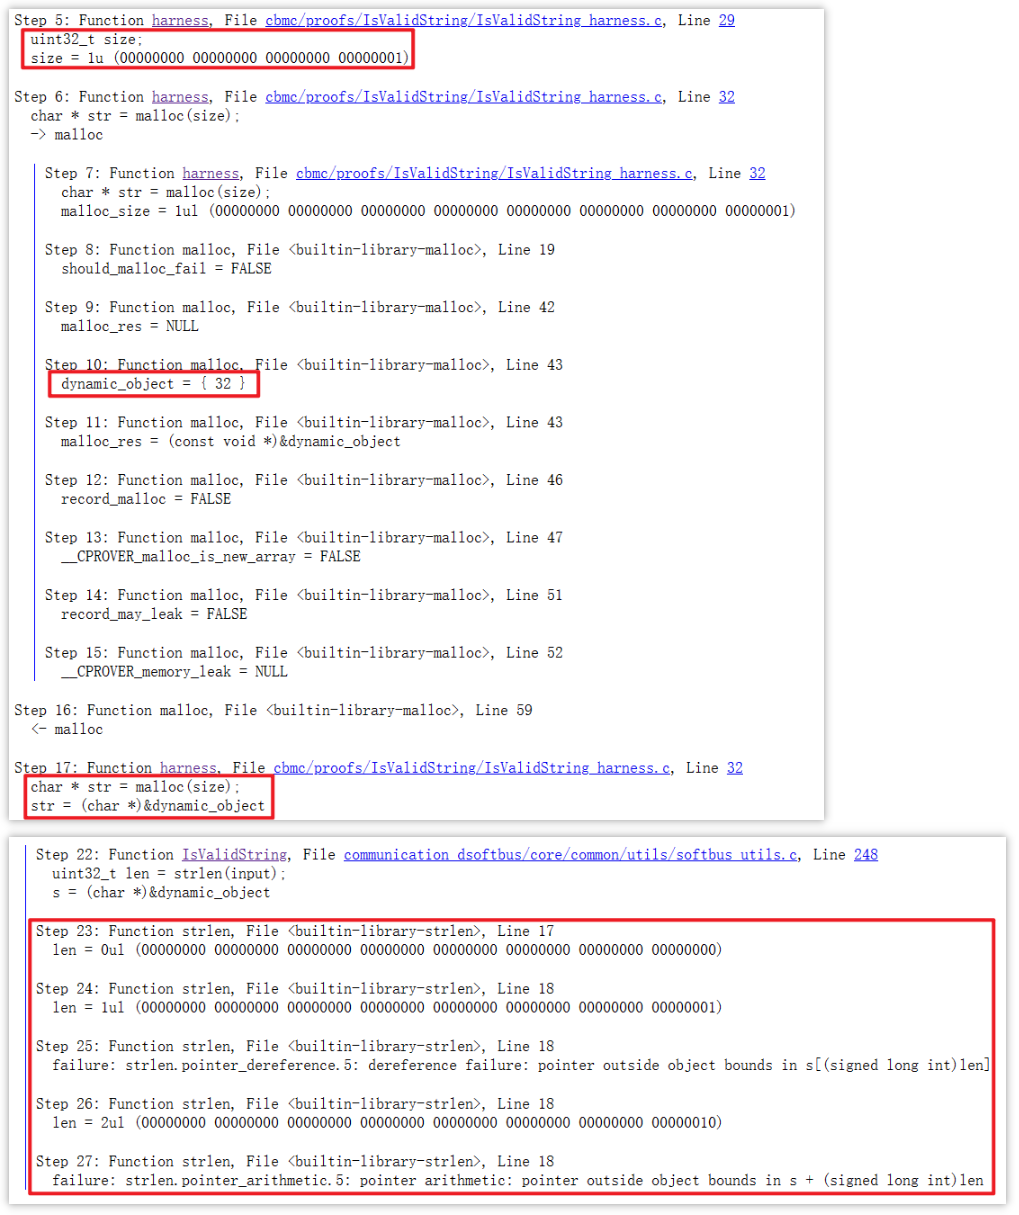 Step 5: Function harness, File cbmc/proofs/IsValidString/IsValidString_harness.c, Line 29
uint32_t size;
size = 1u (00000000 00000000 00000000 00000001)
Step 6: Function harness, File cbmc/proofs/IsValidString/IsValidString_harness.c, Line 32
char * str = malloc(size);
-> malloc
Step 7: Function harness, File cbmc/proofs/IsValidString/IsValidString_harness.c, Line 32
char * str = malloc(size);
malloc_size = 1ul (00000000 00000000 00000000 00000000 00000000 00000000 00000000 00000001)
Step 8: Function malloc, File <builtin-library-malloc>, Line 19
should_malloc_fail = FALSE
Step 9: Function malloc, File <builtin-library-malloc>, Line 42
malloc_res = NULL
Step 10: Function malloc, File <builtin-library-malloc>, Line 43
dynamic_object = { 32 }
Step 11: Function malloc, File <builtin-library-malloc>, Line 43
malloc_res = (const void *)&dynamic_object
Step 12: Function malloc, File <builtin-library-malloc>, Line 46
record_malloc = FALSE
Step 13: Function malloc, File <builtin-library-malloc>, Line 47
__CPROVER_malloc_is_new_array = FALSE
Step 14: Function malloc, File <builtin-library-malloc>, Line 51
record_may_leak = FALSE
Step 15: Function malloc, File <builtin-library-malloc>, Line 52
__CPROVER_memory_leak = NULL
Step 16: Function malloc, File <builtin-library-malloc>, Line 59
<- malloc
Step 17: Function harness, File cbmc/proofs/IsValidString/IsValidString_harness.c, Line 32
char * str = malloc(size);
str = (char *)&dynamic_object
Step 22: Function IsValidString, File communication_dsoftbus/core/common/utils/softbus_utils.c, Line 248
uint32_t len = strlen(input);
s = (char *)&dynamic_object
Step 23: Function strlen, File <builtin-library-strlen>, Line 17
len = 0ul (00000000 00000000 00000000 00000000 00000000 00000000 00000000 00000000)
Step 24: Function strlen, File <builtin-library-strlen>, Line 18
len = 1ul (00000000 00000000 00000000 00000000 00000000 00000000 00000000 00000001)
Step 25: Function strlen, File <builtin-library-strlen>, Line 18
failure: strlen.pointer_dereference.5: dereference failure: pointer outside object bounds in s[(signed long int)len]
Step 26: Function strlen, File <builtin-library-strlen>, Line 18
len = 2ul (00000000 00000000 00000000 00000000 00000000 00000000 00000000 00000010)
Step 27: Function strlen, File <builtin-library-strlen>, Line 18
failure: strlen.pointer_arithmetic.5: pointer arithmetic: pointer outside object bounds in s + (signed long int)len